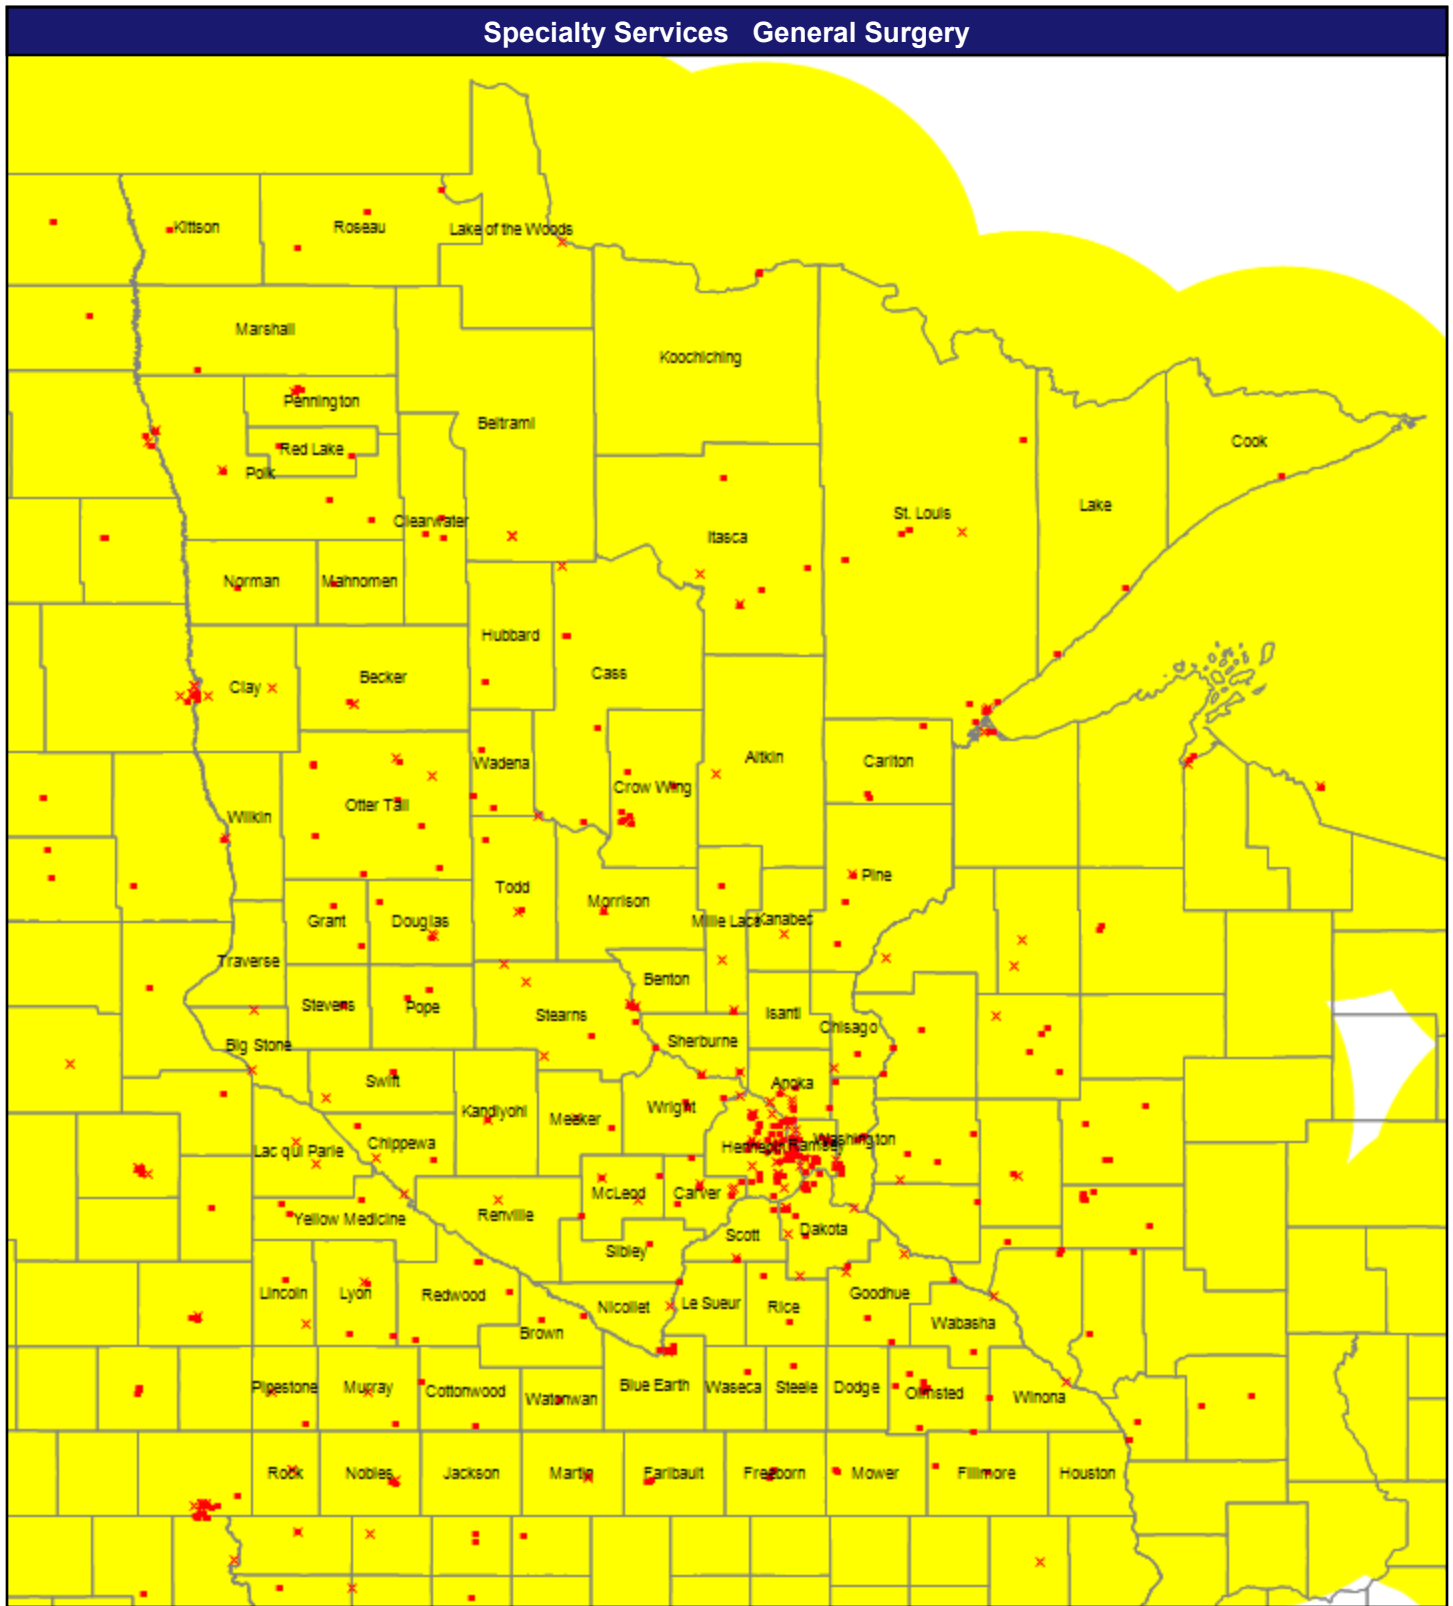 Specialty Services General Surgery
Kittson
Roseau
Lake of the Woods
Marshall
Koochiching
Pennington
Beltrami
Red Lake
Polk
Cook
Clearwater
St. Louis
Lake
Itasca
Norman
Mahnomen
Hubbard
Cass
Clay
Becker
Wadena
Aitkin
Carlton
Crow Wing
Otter Tail
Wilkin
Todd
Pine
Morrison
Grant
Douglas
Mille Lacs
Kanabec
Traverse
Benton
Stevens
Pope
Stearns
Isanti
Chisago
Big Stone
Sherburne
Swift
Anoka
Wright
Kandiyohi
Meeker
Lac qui Parle
Chippewa
Hennepin
Ramsey
Washington
McLeod
Carver
Yellow Medicine
Renville
Scott
Dakota
Sibley
Lincoln
Lyon
Redwood
Nicollet
Le Sueur
Rice
Goodhue
Brown
Wabasha
Pipestone
Murray
Cottonwood
Watonwan
Blue Earth
Waseca
Steele
Dodge
Olmsted
Winona
Rock
Nobles
Jackson
Martin
Faribault
Freeborn
Mower
Fillmore
Houston